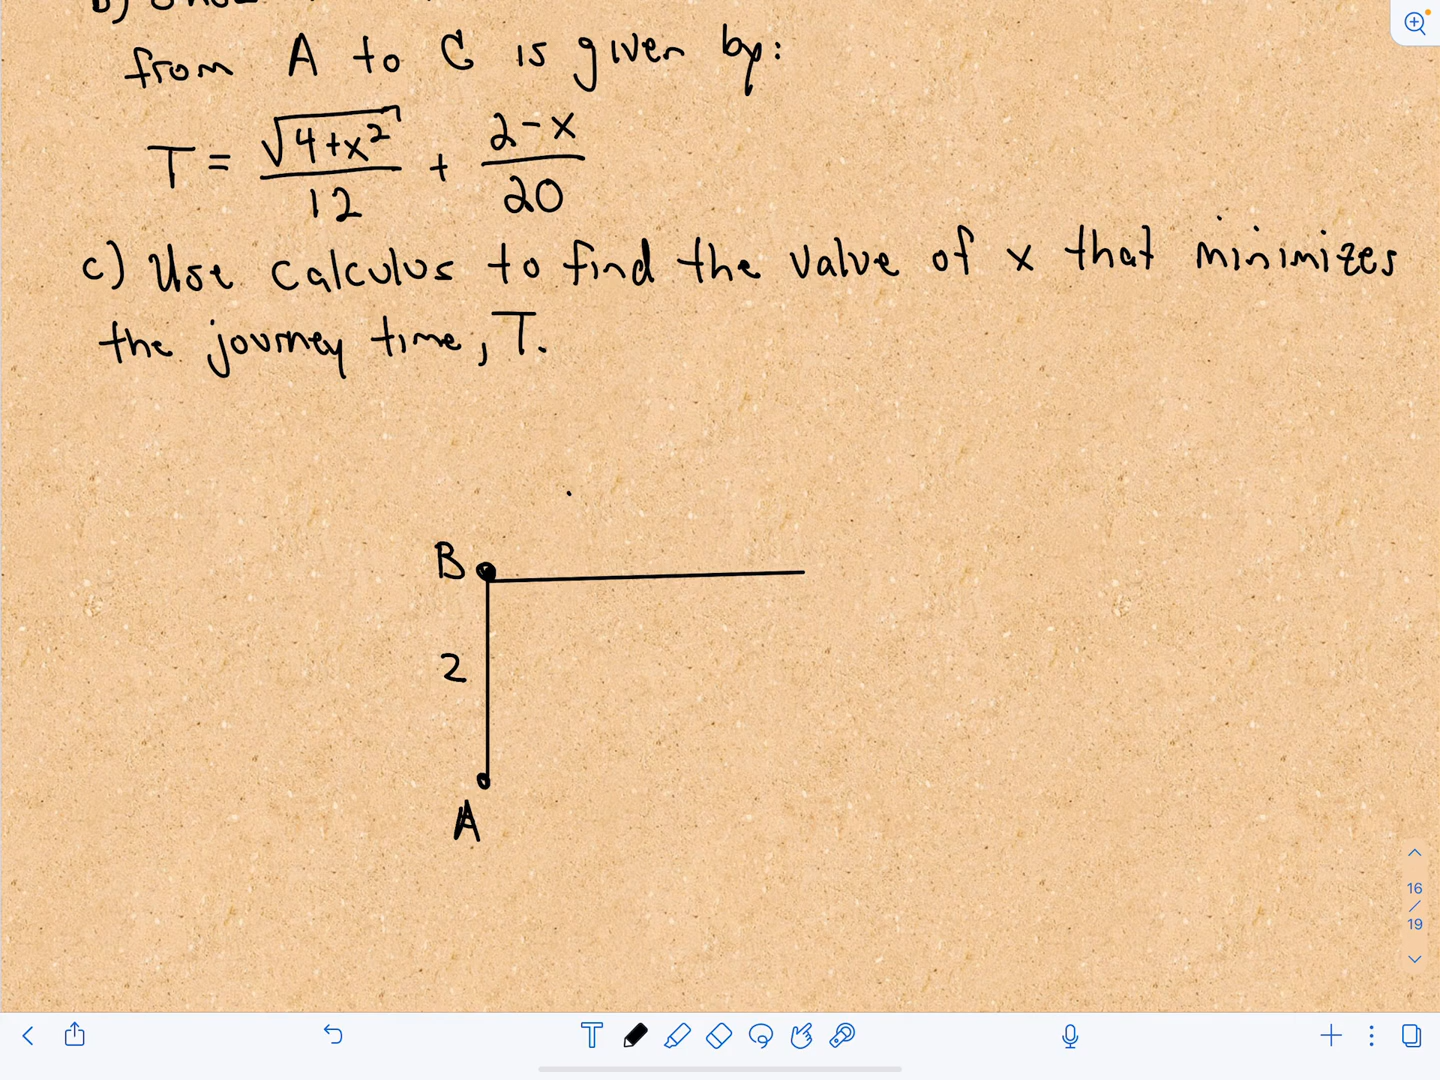 from A to C is given by:
T = √(4+x²)/12 + (2-x)/20
c) Use calculus to find the value of x that minimizes
the journey time, T.
B
2
A
16
/
19
T